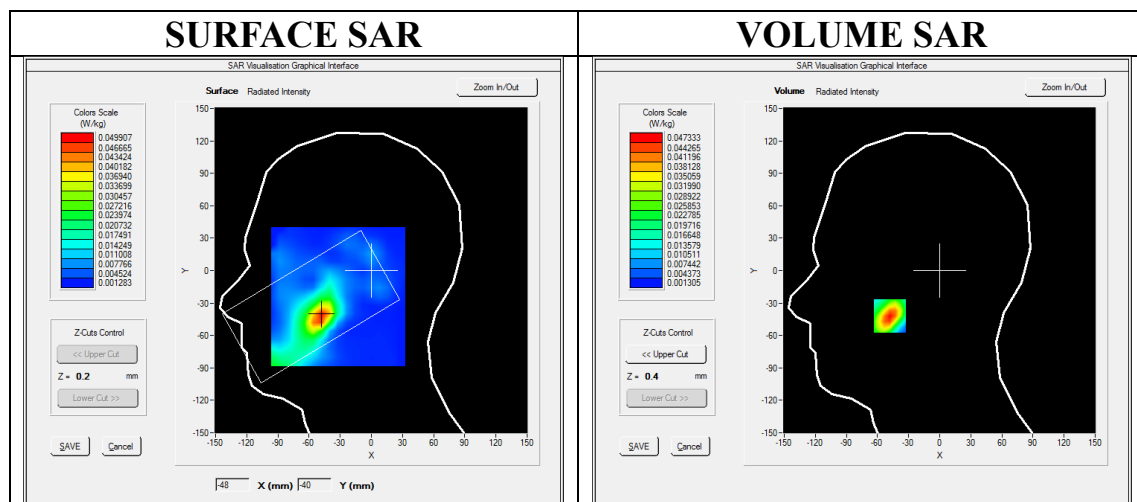 SURFACE SAR
VOLUME SAR
SAR Visualisation Graphical Interface
Surface Radiated Intensity
Zoom In/Out
Colors Scale
(W/kg)
0.049907
0.046665
0.043424
0.040182
0.036940
0.033699
0.030457
0.027216
0.023974
0.020732
0.017491
0.014249
0.011008
0.007766
0.004524
0.001283
150
120
90
60
30
0
-30
-60
-90
-120
-150
Y
-150 -120 -90 -60 -30 0 30 60 90 120 150
X
Z-Cuts Control
<< Upper Cut
Z = 0.2 mm
Lower Cut >>
SAVE Cancel
-48 X (mm) -40 Y (mm)
SAR Visualisation Graphical Interface
Volume Radiated Intensity
Zoom In/Out
Colors Scale
(W/kg)
0.047333
0.044265
0.041196
0.038128
0.035059
0.031990
0.028922
0.025853
0.022785
0.019716
0.016648
0.013579
0.010511
0.007442
0.004373
0.001305
150
120
90
60
30
0
-30
-60
-90
-120
-150
Y
-150 -120 -90 -60 -30 0 30 60 90 120 150
X
Z-Cuts Control
<< Upper Cut
Z = 0.4 mm
Lower Cut >>
SAVE Cancel